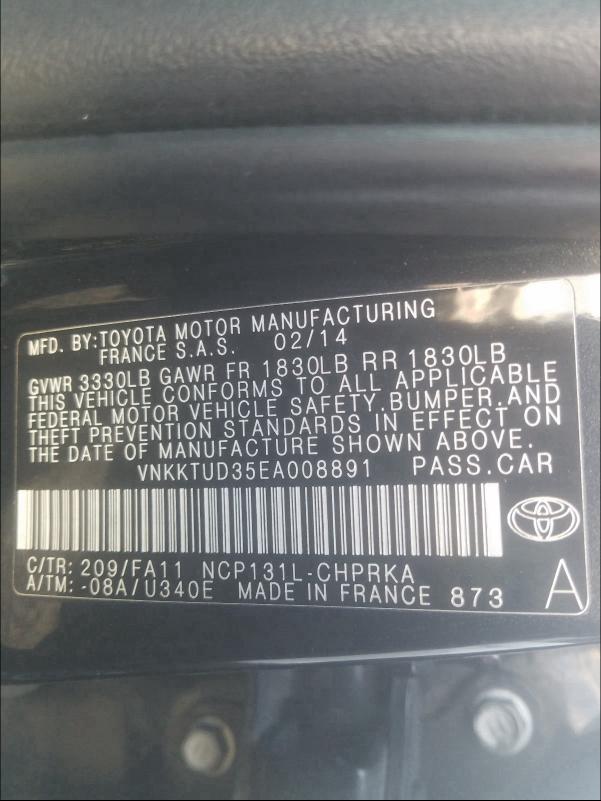 MFD. BY:TOYOTA MOTOR MANUFACTURING
FRANCE S.A.S. 02/14
GVWR 3330LB GAWR FR 1830LB RR 1830LB
THIS VEHICLE CONFORMS TO ALL APPLICABLE
FEDERAL MOTOR VEHICLE SAFETY,BUMPER,AND
THEFT PREVENTION STANDARDS IN EFFECT ON
THE DATE OF MANUFACTURE SHOWN ABOVE.
VNKKTUD35EA008891 PASS.CAR
C/TR: 209/FA11 NCP131L-CHPRKA
A/TM: -08A/U340E MADE IN FRANCE 873 A